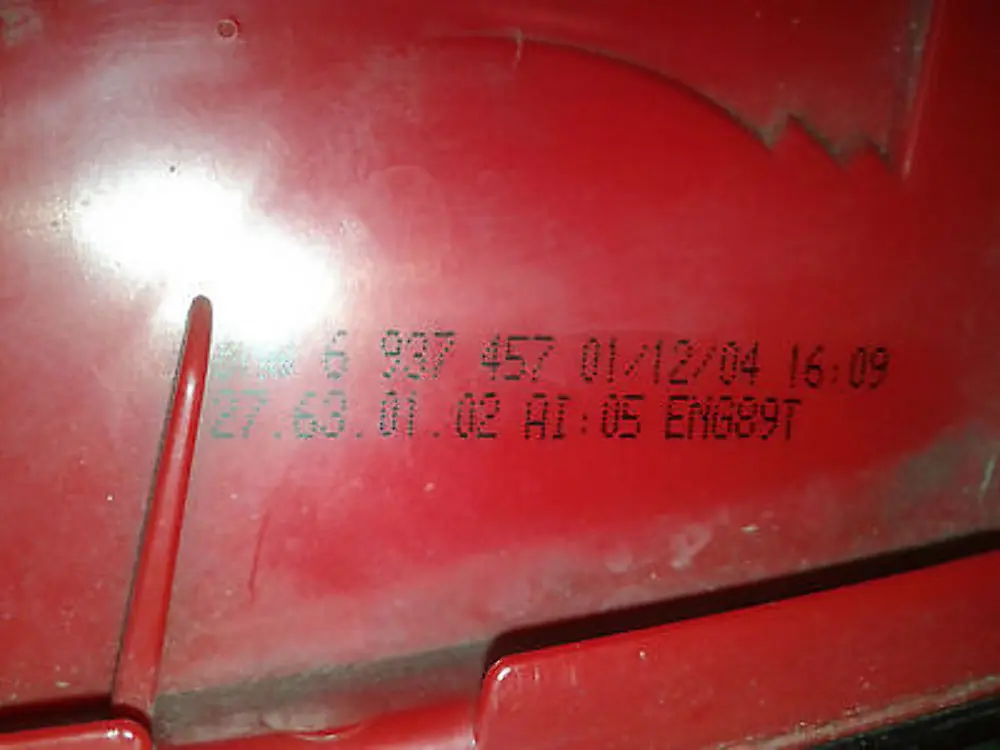 6 937 457 01/12/04 16:09
27.63.01.02 AI:05 ENG89T